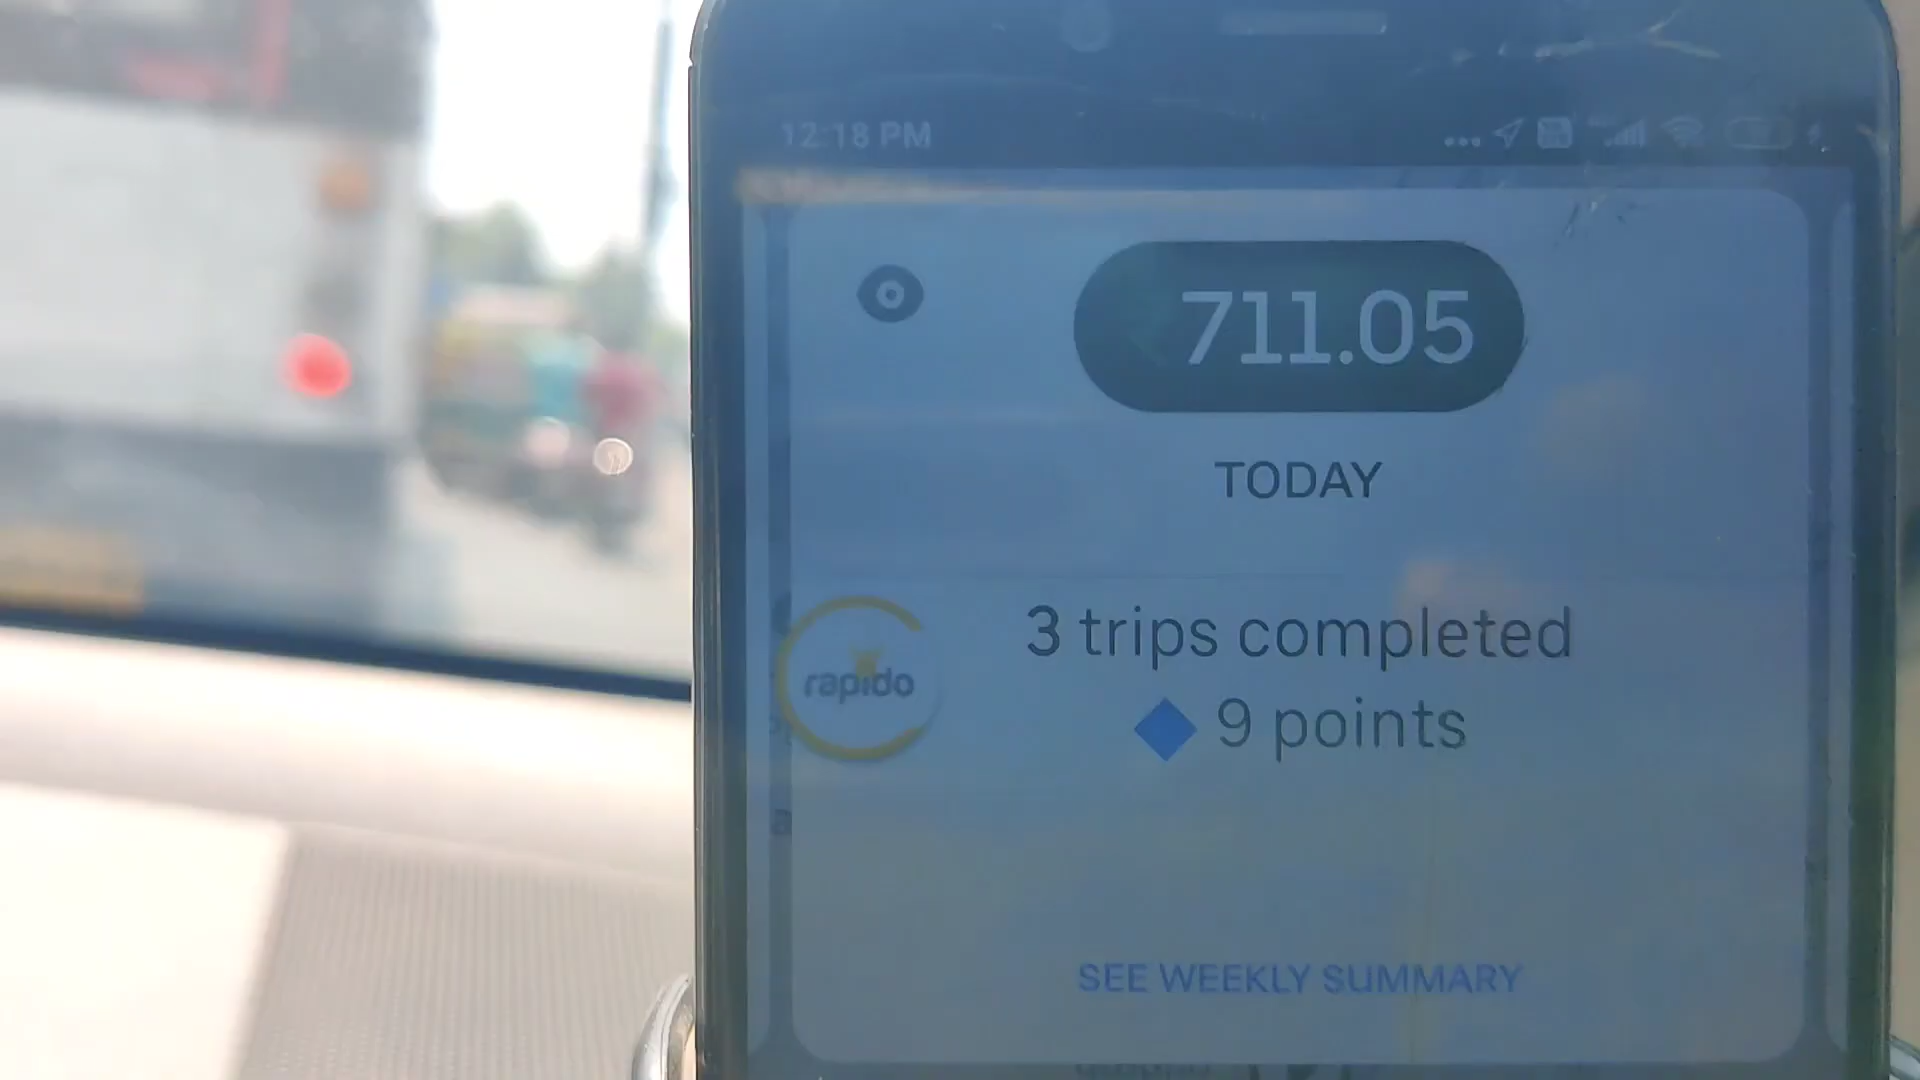 12:18 PM
711.05
TODAY
3 trips completed
rapido
9 points
SEE WEEKLY SUMMARY